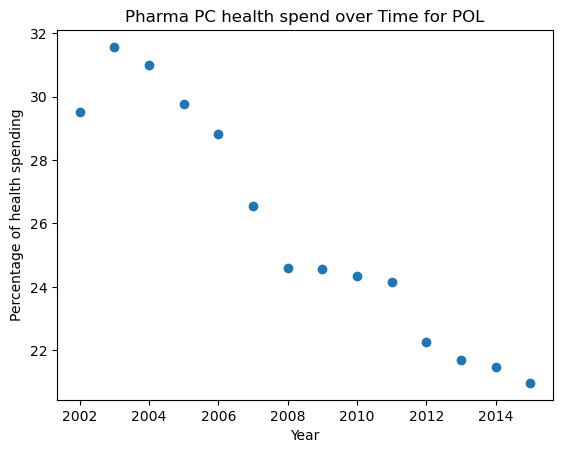 Pharma PC health spend over Time for POL
Percentage of health spending
32
30
28
26
24
22
2002 2004 2006 2008 2010 2012 2014
Year